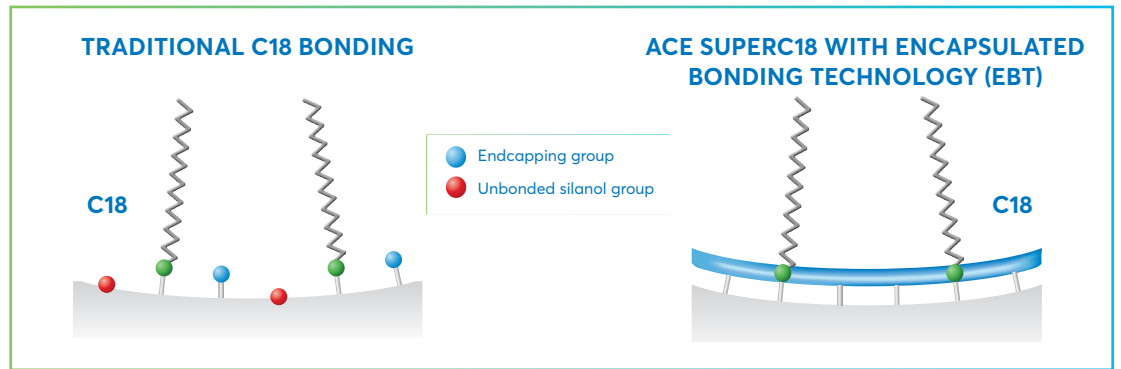 TRADITIONAL C18 BONDING
C18
Endcapping group
Unbonded silanol group
ACE SUPERC18 WITH ENCAPSULATED
BONDING TECHNOLOGY (EBT)
C18